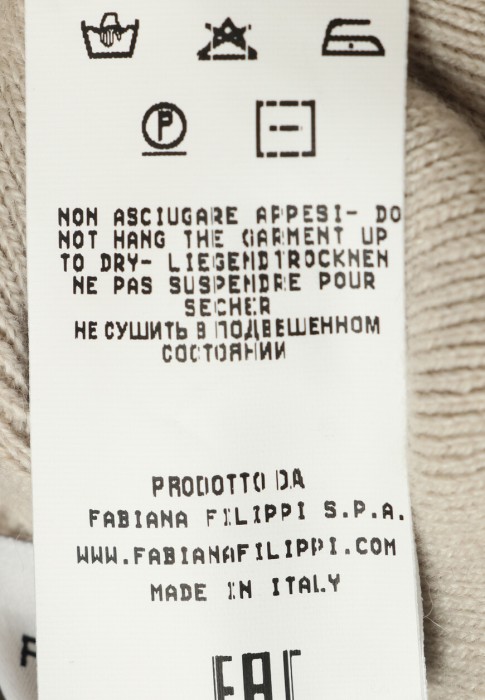 P
NON ASCIUGARE APPESI- DO
NOT HANG THE GARMENT UP
TO DRY- LIEGENDTROCKNEN
NE PAS SUSPENDRE POUR
SECHER
НЕ СУШИТЬ В ПОДВЕШЕННОМ
СОСТОЯНИИ
PRODOTTO DA
FABIANA FILIPPI S.P.A.
WWW.FABIANAFILIPPI.COM
MADE IN ITALY
F
EAC